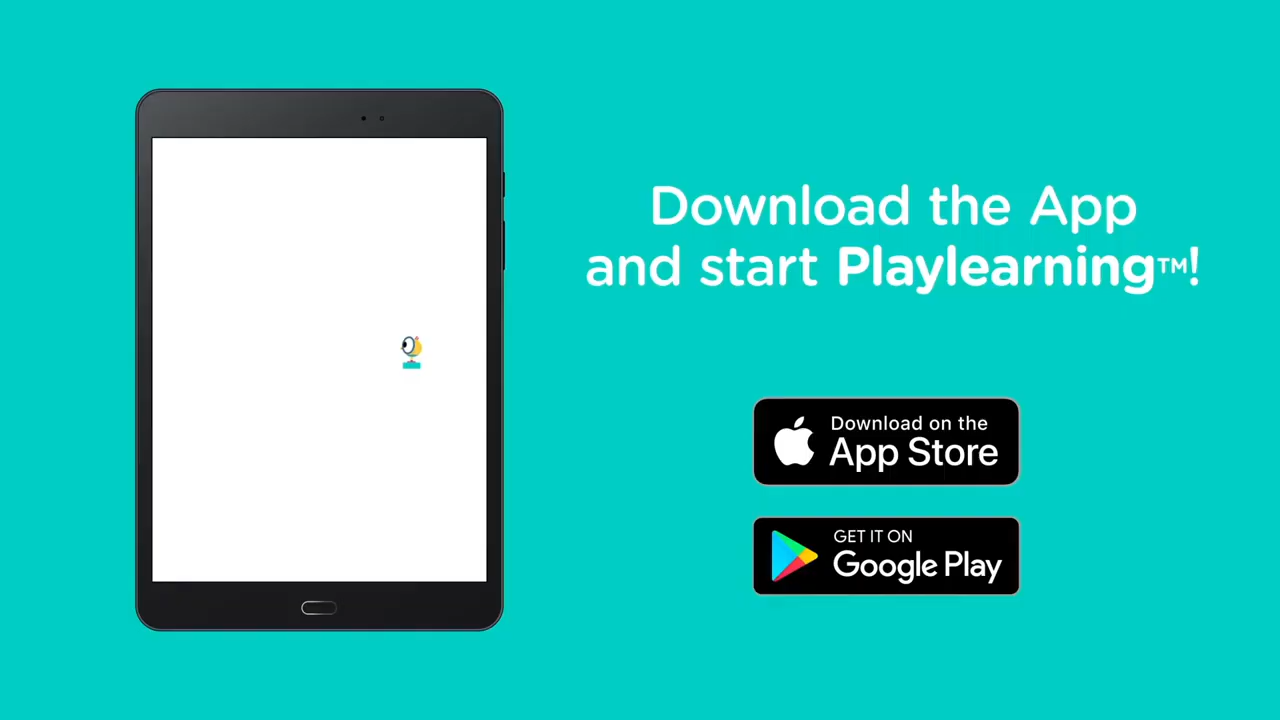 Download the App
and start Playlearning™!
Download on the
App Store
GET IT ON
Google Play